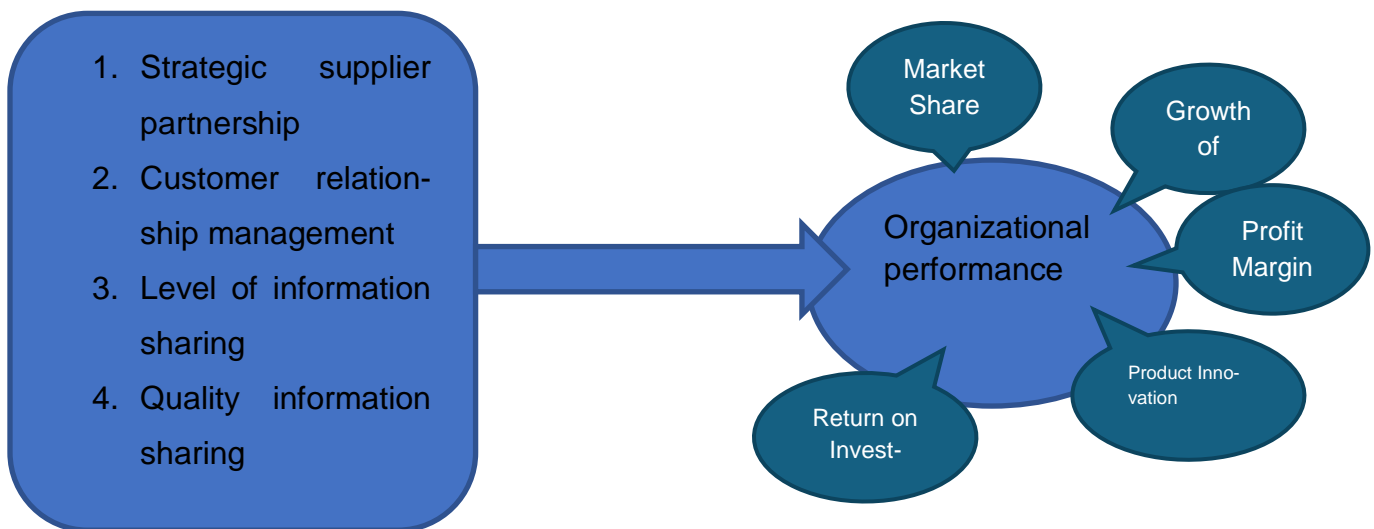 1. Strategic supplier
partnership
2. Customer relation-
ship management
3. Level of information
sharing
4. Quality information
sharing
Organizational
performance
Market
Share
Growth
of
Profit
Margin
Product Inno-
vation
Return on
Invest-